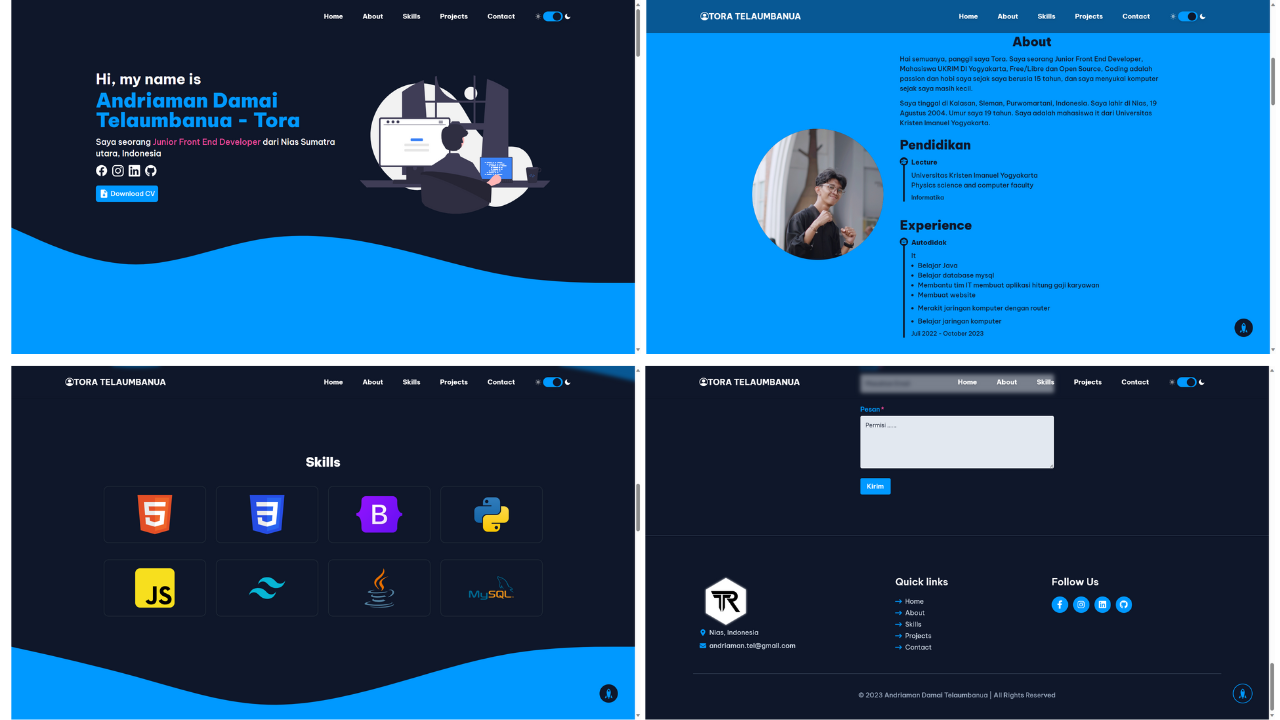 Home About Skills Projects Contact
Hi, my name is
Andriaman Damai
Telaumbanua - Tora
Saya seorang Junior Front End Developer dari Nias Sumatra
utara, Indonesia
Download CV
TORA TELAUMBANUA
Home About Skills Projects Contact
About
Hai semuanya, panggil saya Tora. Saya seorang Junior Front End Developer,
Mahasiswa UKRIM Di Yogyakarta, Free/Libre dan Open Source, Coding adalah
passion dan hobi saya sejak saya berusia 15 tahun, dan saya menyukai komputer
sejak saya masih kecil.
Saya tinggal di Kalasan, Sleman, Purwomartani, Indonesia. Saya lahir di Nias, 19
Agustus 2004, Umur saya 19 tahun. Saya adalah mahasiswa it dari Universitas
Kristen Imanuel Yogyakarta.
Pendidikan
Lecture
Universitas Kristen Imanuel Yogyakarta
Physics science and computer faculty
Informatika
Experience
Autodidak
It
Belajar Java
Belajar database mysql
Membantu tim IT membuat aplikasi hitung gaji karyawan
Membuat website
Merakit jaringan komputer dengan router
Belajar jaringan komputer
Juli 2022 - October 2023
TORA TELAUMBANUA
Home About Skills Projects Contact
Skills
5
3
B
JS
Java
MySQL
TORA TELAUMBANUA
Home About Skills Projects Contact
Pesan *
Permisi ......
Kirim
TR
Nias, Indonesia
andriaman.tel@gmail.com
Quick links
Home
About
Skills
Projects
Contact
Follow Us
© 2023 Andriaman Damai Telaumbanua | All Rights Reserved